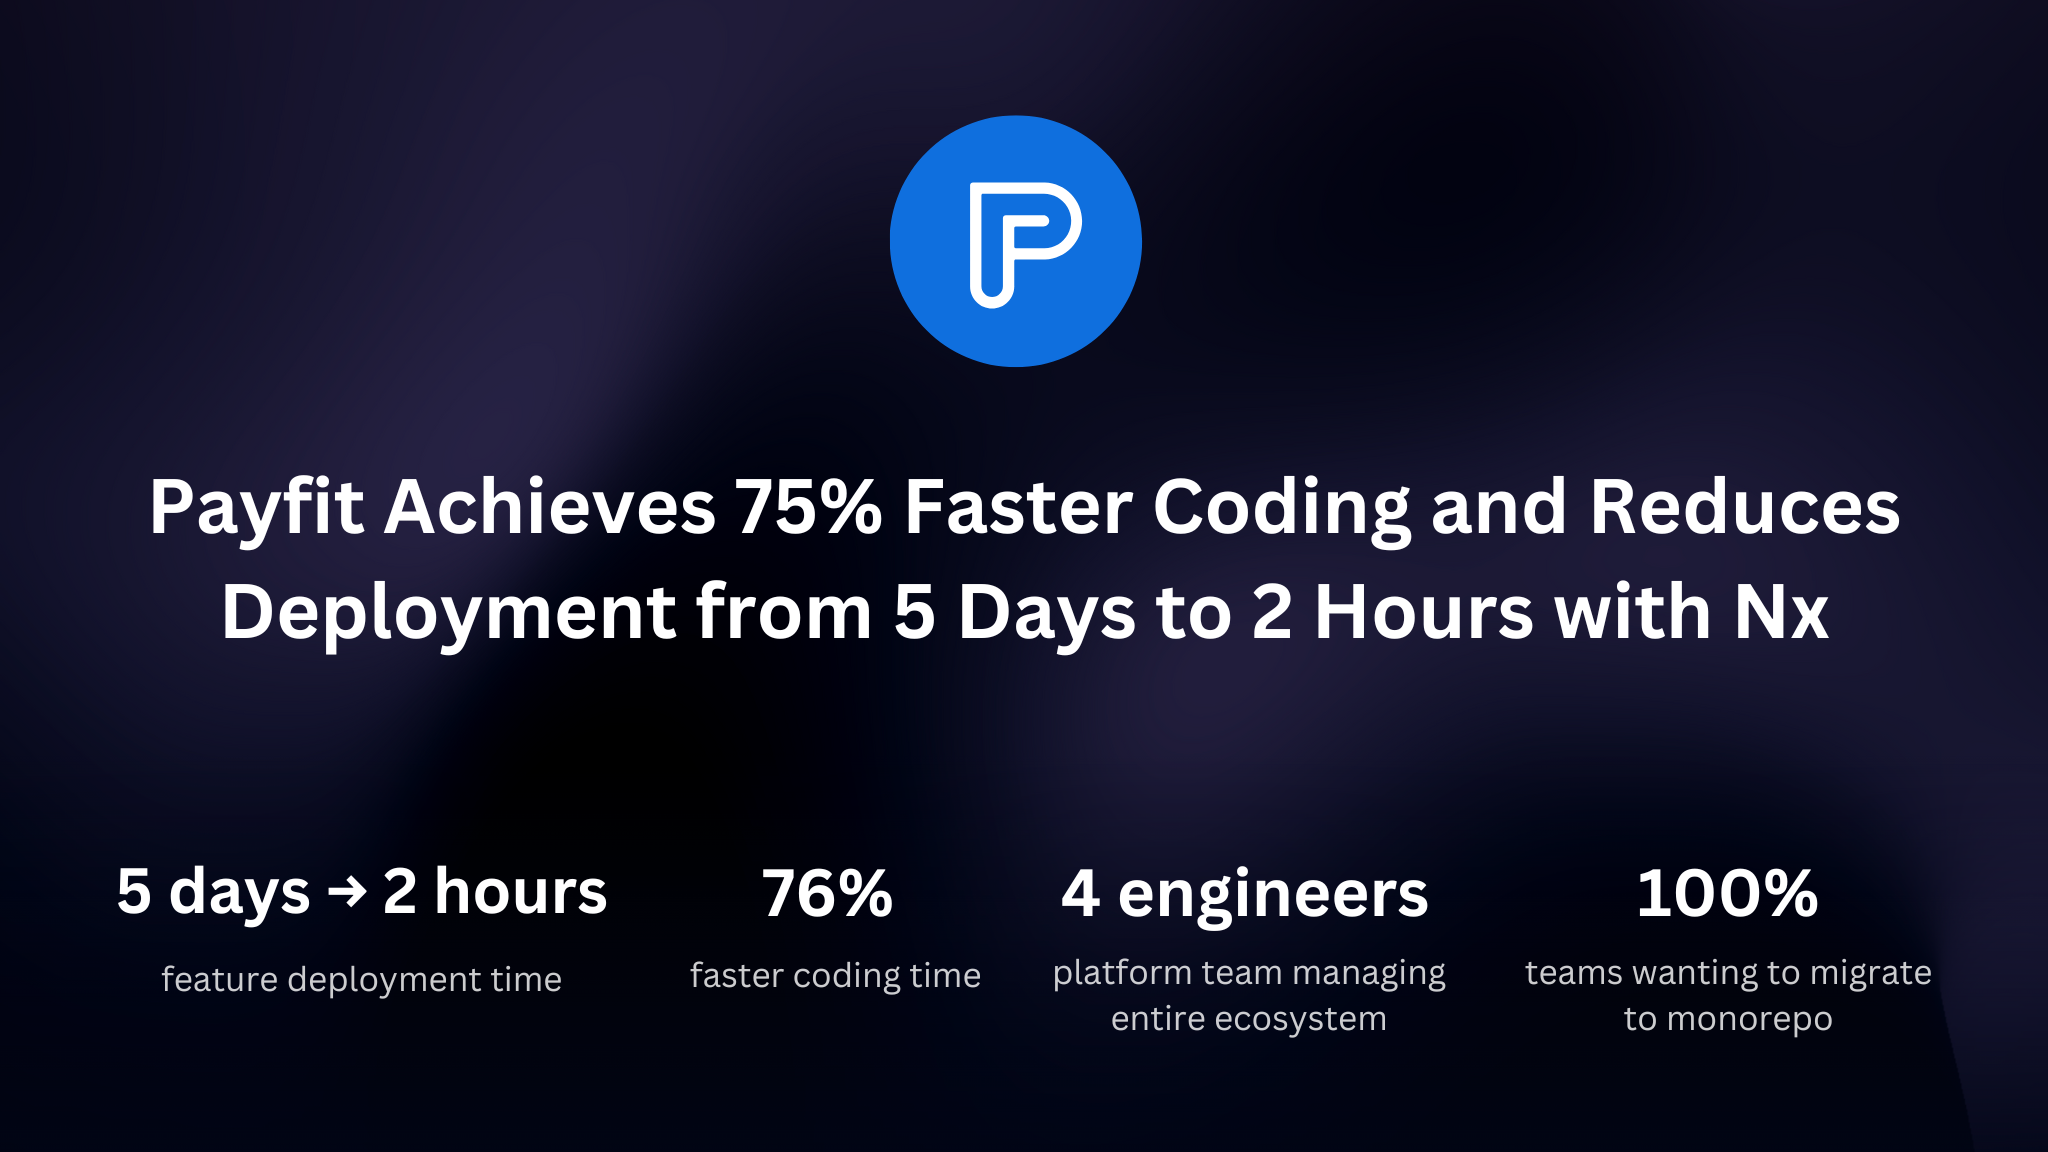 Payfit Achieves 75% Faster Coding and Reduces
Deployment from 5 Days to 2 Hours with Nx
5 days → 2 hours
feature deployment time
76%
faster coding time
4 engineers
platform team managing
entire ecosystem
100%
teams wanting to migrate
to monorepo